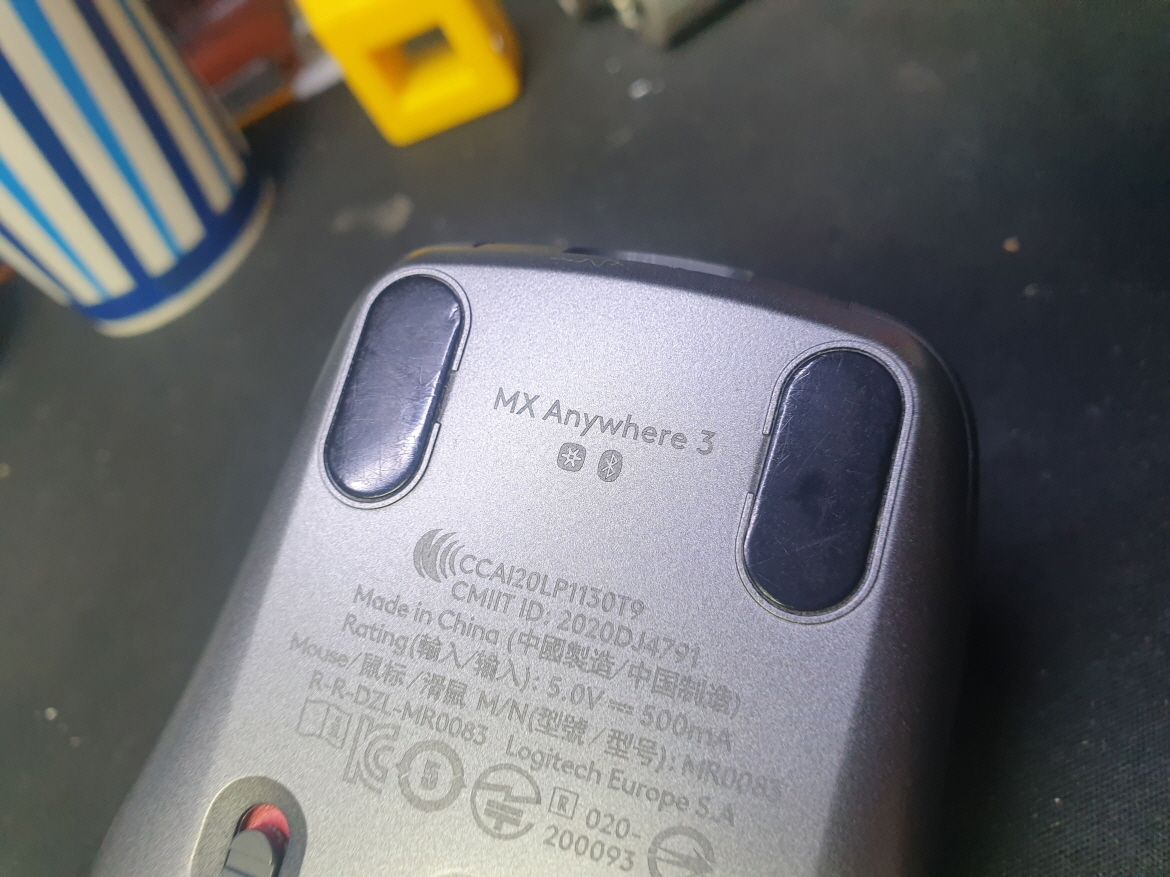 MX Anywhere 3
CCAI20LP1130T9
CMIIT ID: 2020DJ4791
Made in China (中國製造/中国制造)
Rating(輸入/输入): 5.0V⎓500mA
Mouse/鼠标/滑鼠 M/N(型號/型号): MR0083
R-R-DZL-MR0083 Logitech Europe S.A
5
R 020-
200093